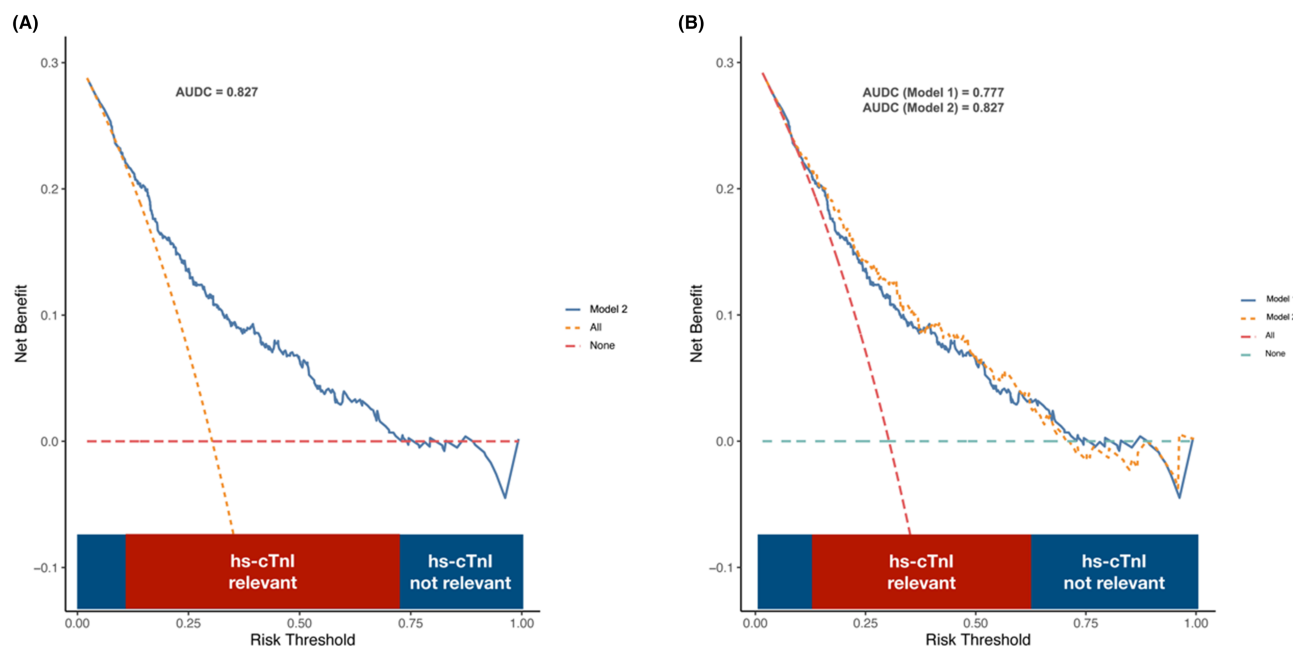 (A)
0.3
0.2
0.1
0.0
−0.1
Net Benefit
AUDC = 0.827
Model 2
All
None
hs-cTnI
relevant
hs-cTnI
not relevant
0.00 0.25 0.50 0.75 1.00
Risk Threshold
(B)
0.3
0.2
0.1
0.0
−0.1
Net Benefit
AUDC (Model 1) = 0.777
AUDC (Model 2) = 0.827
Model
Model
All
None
hs-cTnI
relevant
hs-cTnI
not relevant
0.00 0.25 0.50 0.75 1.00
Risk Threshold